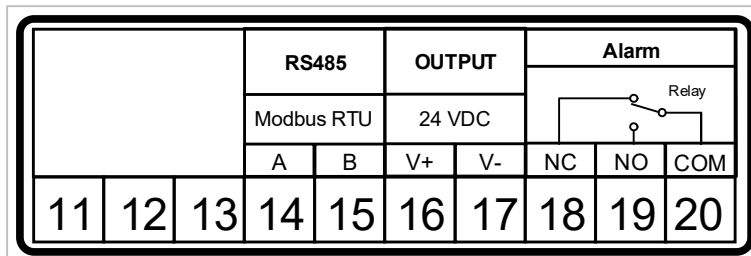 RS485 OUTPUT Alarm
Relay
Modbus RTU 24 VDC
A B V+ V- NC NO COM
11 12 13 14 15 16 17 18 19 20